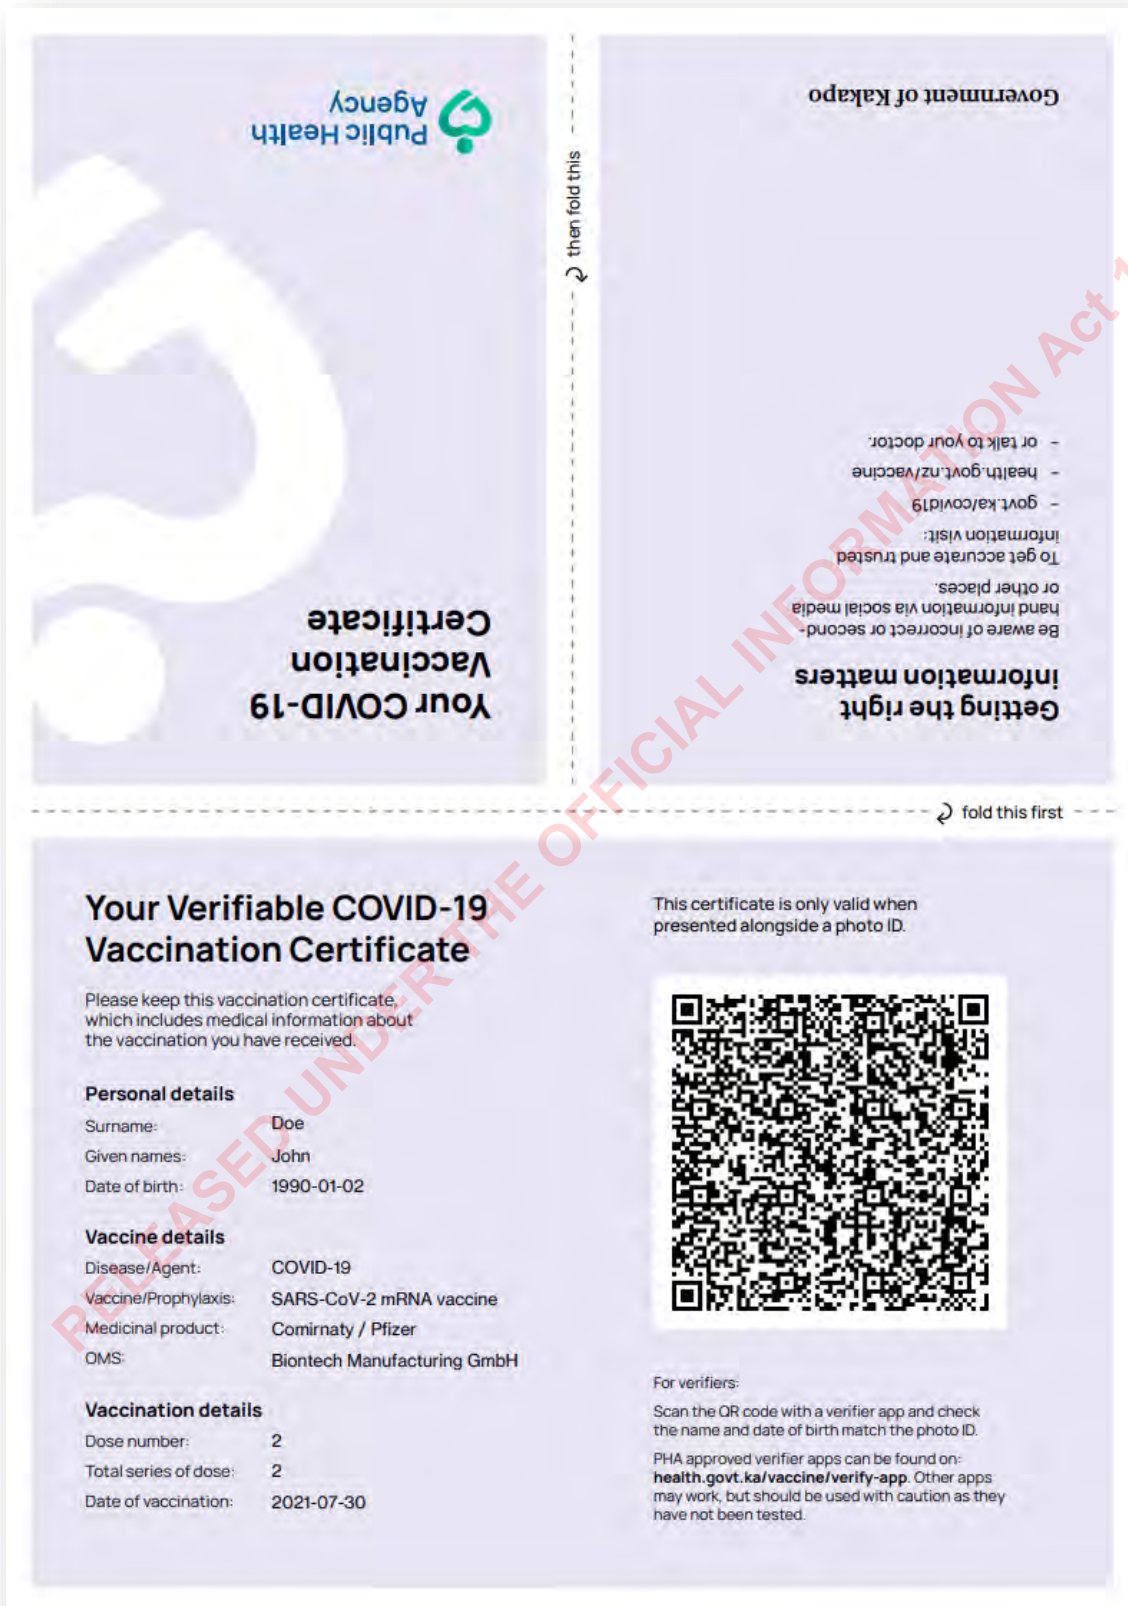 Public Health
Agency
Your COVID-19
Vaccination
Certificate
then fold this
Getting the right
information matters
Be aware of incorrect or second-
hand information via social media
or other places.
To get accurate and trusted
information visit:
- govt.ka/covid19
- health.govt.nz/vaccine
- or talk to your doctor.
Government of Kakapo
fold this first
Your Verifiable COVID-19
Vaccination Certificate
Please keep this vaccination certificate,
which includes medical information about
the vaccination you have received.
Personal details
Surname: Doe
Given names: John
Date of birth: 1990-01-02
Vaccine details
Disease/Agent: COVID-19
Vaccine/Prophylaxis: SARS-CoV-2 mRNA vaccine
Medicinal product: Comirnaty / Pfizer
OMS: Biontech Manufacturing GmbH
Vaccination details
Dose number: 2
Total series of dose: 2
Date of vaccination: 2021-07-30
This certificate is only valid when
presented alongside a photo ID.
For verifiers:
Scan the QR code with a verifier app and check
the name and date of birth match the photo ID.
PHA approved verifier apps can be found on:
health.govt.ka/vaccine/verify-app. Other apps
may work, but should be used with caution as they
have not been tested.
RELEASED UNDER THE OFFICIAL INFORMATION Act